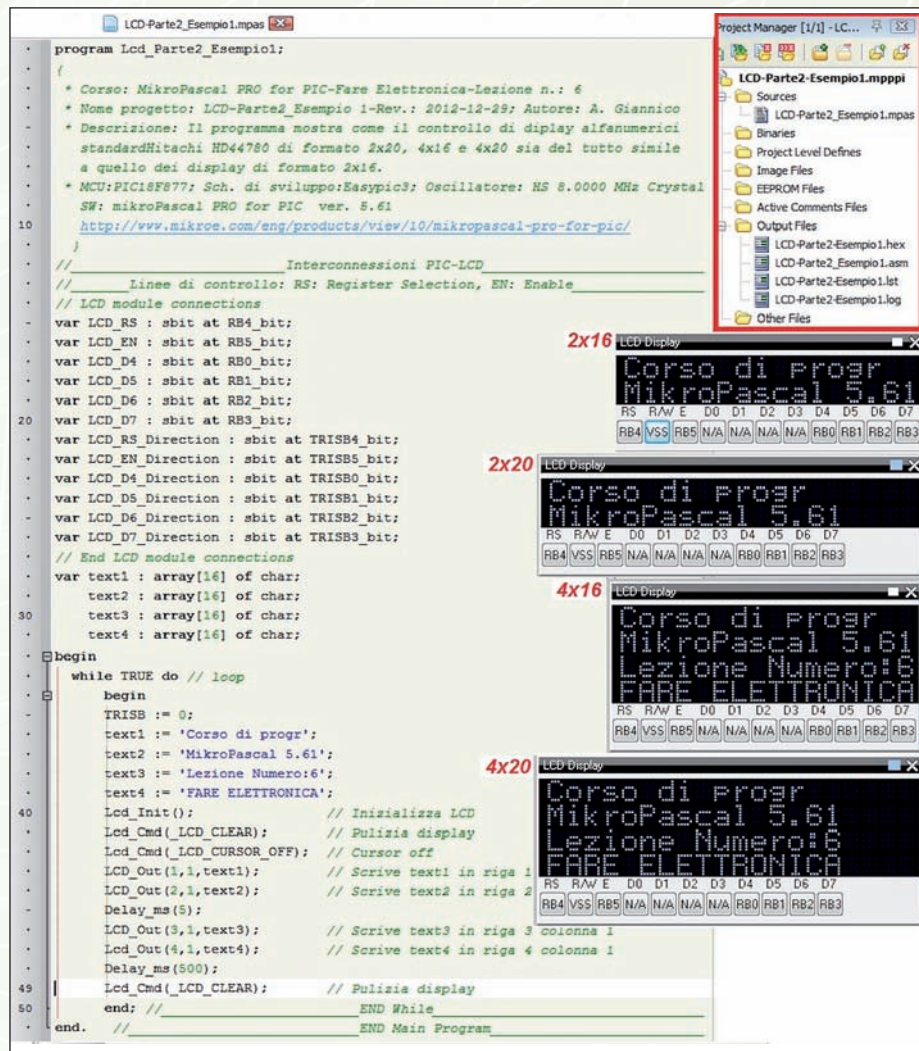 LCD-Parte2_Esempio1.mpas
program Lcd_Parte2_Esempio1;
{
* Corso: MikroPascal PRO for PIC-Fare Elettronica-Lezione n.: 6
* Nome progetto: LCD-Parte2_Esempio 1-Rev.: 2012-12-29; Autore: A. Giannico
* Descrizione: Il programma mostra come il controllo di diplay alfanumerici
standardHitachi HD44780 di formato 2x20, 4x16 e 4x20 sia del tutto simile
a quello dei display di formato 2x16.
* MCU:PIC18F877; Sch. di sviluppo:Easypic3; Oscillatore: HS 8.0000 MHz Crystal
SW: mikroPascal PRO for PIC ver. 5.61
10 http://www.mikroe.com/eng/products/view/10/mikropascal-pro-for-pic/
}
//______Interconnessioni PIC-LCD______
//______Linee di controllo: RS: Register Selection, EN: Enable______
// LCD module connections
var LCD_RS : sbit at RB4_bit;
var LCD_EN : sbit at RB5_bit;
var LCD_D4 : sbit at RB0_bit;
var LCD_D5 : sbit at RB1_bit;
var LCD_D6 : sbit at RB2_bit;
20 var LCD_D7 : sbit at RB3_bit;
var LCD_RS_Direction : sbit at TRISB4_bit;
var LCD_EN_Direction : sbit at TRISB5_bit;
var LCD_D4_Direction : sbit at TRISB0_bit;
var LCD_D5_Direction : sbit at TRISB1_bit;
var LCD_D6_Direction : sbit at TRISB2_bit;
var LCD_D7_Direction : sbit at TRISB3_bit;
// End LCD module connections
var text1 : array[16] of char;
text2 : array[16] of char;
30 text3 : array[16] of char;
text4 : array[16] of char;
begin
while TRUE do // loop
begin
TRISB := 0;
text1 := 'Corso di progr';
text2 := 'MikroPascal 5.61';
text3 := 'Lezione Numero:6';
text4 := 'FARE ELETTRONICA';
40 Lcd_Init(); // Inizializza LCD
Lcd_Cmd(_LCD_CLEAR); // Pulizia display
Lcd_Cmd(_LCD_CURSOR_OFF); // Cursor off
LCD_Out(1,1,text1); // Scrive text1 in riga 1
LCD_Out(2,1,text2); // Scrive text2 in riga 2
Delay_ms(5);
LCD_Out(3,1,text3); // Scrive text3 in riga 3 colonna 1
Lcd_Out(4,1,text4); // Scrive text4 in riga 4 colonna 1
Delay_ms(500);
49 Lcd_Cmd(_LCD_CLEAR); // Pulizia display
50 end; //______END While______
end. //______END Main Program______
Project Manager [1/1] - LC...
LCD-Parte2-Esempio1.mpppi
Sources
LCD-Parte2_Esempio1.mpas
Binaries
Project Level Defines
Image Files
EEPROM Files
Active Comments Files
Output Files
LCD-Parte2-Esempio1.hex
LCD-Parte2_Esempio1.asm
LCD-Parte2-Esempio1.lst
LCD-Parte2-Esempio1.log
Other Files
2x16 LCD Display
Corso di progr
MikroPascal 5.61
RS R/W E D0 D1 D2 D3 D4 D5 D6 D7
RB4 VSS RB5 N/A N/A N/A N/A RB0 RB1 RB2 RB3
2x20 LCD Display
Corso di progr
MikroPascal 5.61
RS R/W E D0 D1 D2 D3 D4 D5 D6 D7
RB4 VSS RB5 N/A N/A N/A N/A RB0 RB1 RB2 RB3
4x16 LCD Display
Corso di progr
MikroPascal 5.61
Lezione Numero:6
FARE ELETTRONICA
RS R/W E D0 D1 D2 D3 D4 D5 D6 D7
RB4 VSS RB5 N/A N/A N/A N/A RB0 RB1 RB2 RB3
4x20 LCD Display
Corso di progr
MikroPascal 5.61
Lezione Numero:6
FARE ELETTRONICA
RS R/W E D0 D1 D2 D3 D4 D5 D6 D7
RB4 VSS RB5 N/A N/A N/A N/A RB0 RB1 RB2 RB3